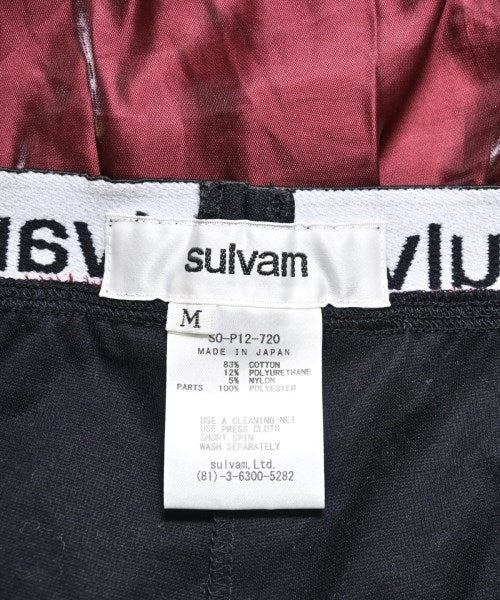 sulvam
M
SO-P12-720
MADE IN JAPAN
83% COTTON
12% POLYURETHANE
5% NYLON
PARTS 100% POLYESTER
USE A CLEANING NET
USE PRESS CLOTH
SHORT SPIN
WASH SEPARATELY
sulvam,Ltd.
(81)-3-6300-5282